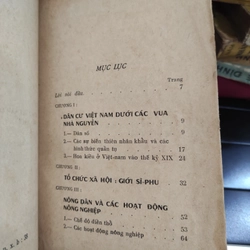 MỤC LỤC
Trang
Lời nói đầu 7
CHƯƠNG I
DÂN CƯ VIỆT NAM DƯỚI CÁC VUA
NHÀ NGUYỄN 9
1.— Dân số 9
2.— Các sự kiện thiên nhân khẩu và các
hình thức quần tụ 17
3.— Hoa kiều ở Việt-nam vào thế kỷ XIX 24
CHƯƠNG II :
TỔ CHỨC XÃ HỘI : GIỚI SĨ-PHU 32
CHƯƠNG III :
NÔNG DÂN VÀ CÁC HOẠT ĐỘNG
NÔNG NGHIỆP 52
1.— Chế độ điền thổ 53
2.— Các hoạt động nông nghiệp 64